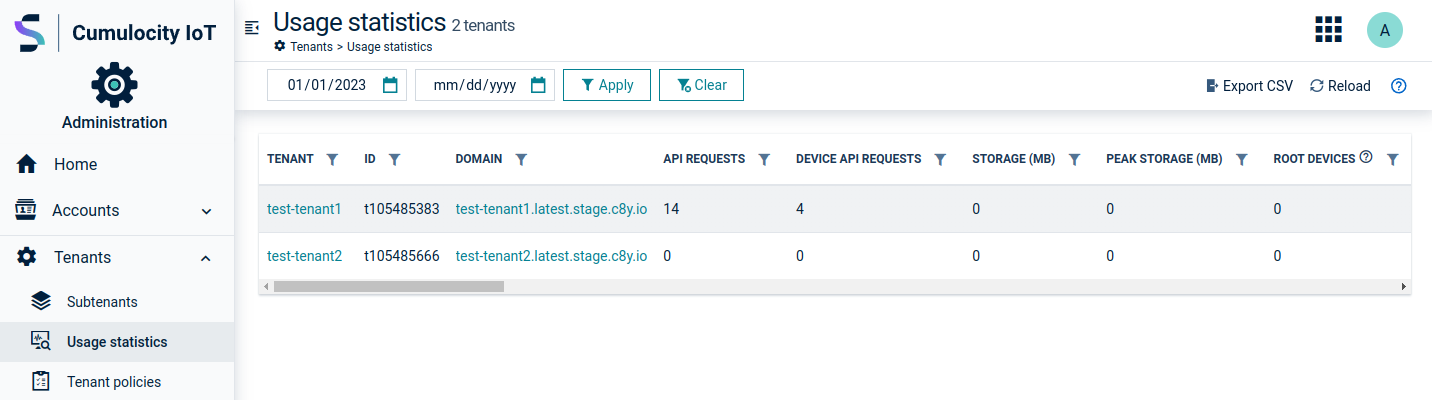 Cumulocity IoT
Administration
Home
Accounts
Tenants
Subtenants
Usage statistics
Tenant policies
Usage statistics 2 tenants
Tenants > Usage statistics
A
01/01/2023 mm/dd/yyyy Apply Clear Export CSV Reload ?
TENANT ID DOMAIN API REQUESTS DEVICE API REQUESTS STORAGE (MB) PEAK STORAGE (MB) ROOT DEVICES ?
test-tenant1 t105485383 test-tenant1.latest.stage.c8y.io 14 4 0 0 0
test-tenant2 t105485666 test-tenant2.latest.stage.c8y.io 0 0 0 0 0